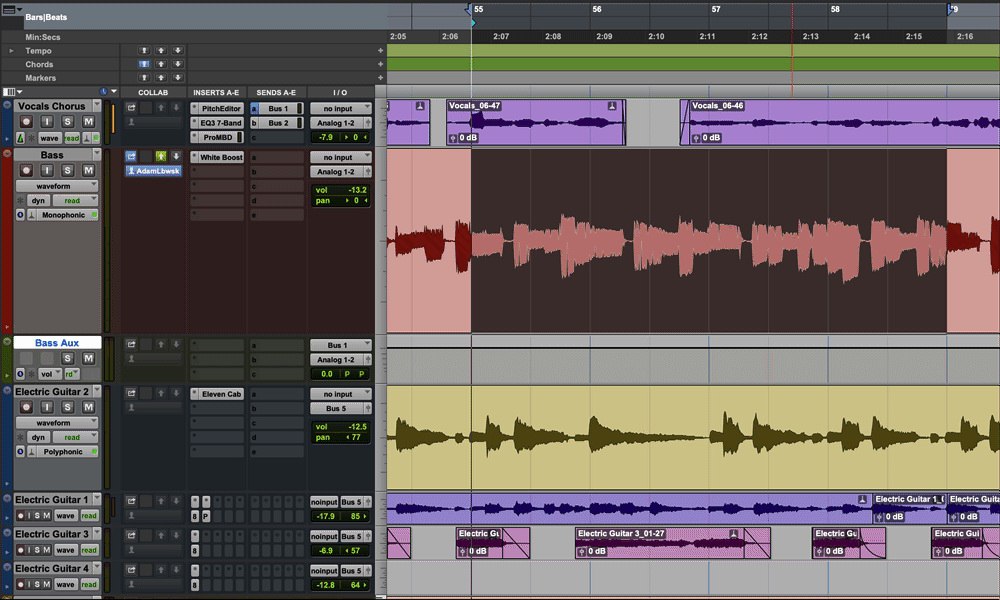 Bars|Beats
55 56 57 58 59
Min:Secs
2:05 2:06 2:07 2:08 2:09 2:10 2:11 2:12 2:13 2:14 2:15 2:16
Tempo
Chords
Markers
COLLAB INSERTS A-E SENDS A-E I / O
Vocals Chorus
I S M
wave read
PitchEditor
EQ3 7-Band
ProMBD
a Bus 1
b Bus 2
c
no input
Analog 1-2
-7.9 0
Vocals_06-47
0 dB
Vocals_06-46
0 dB
Bass
I S M
waveform
dyn read
Monophonic
AdamLbwsk
White Boost
a
b
c
d
e
no input
Analog 1-2
vol -13.2
pan 0
Bass Aux
S M
vol rd
a
b
c
Bus 1
Analog 1-2
0.0 P P
Electric Guitar 2
I S M
waveform
dyn read
Polyphonic
Eleven Cab
a
b
c
d
e
no input
Bus 5
vol -12.5
pan 77
Electric Guitar 1
I S M wave read
8 P
noinput Bus 5
-17.9 85
Electric Guitar 1_
0 dB
Electric Guita
0 dB
Electric Guitar 3
I S M wave read
8
noinput Bus 5
-6.9 57
Electric Gu
0 dB
Electric Guitar 3_01-27
0 dB
Electric Gu
0 dB
Electric Gui
0 dB
Electric Guitar 4
I S M wave read
8
noinput Bus 5
-12.8 64